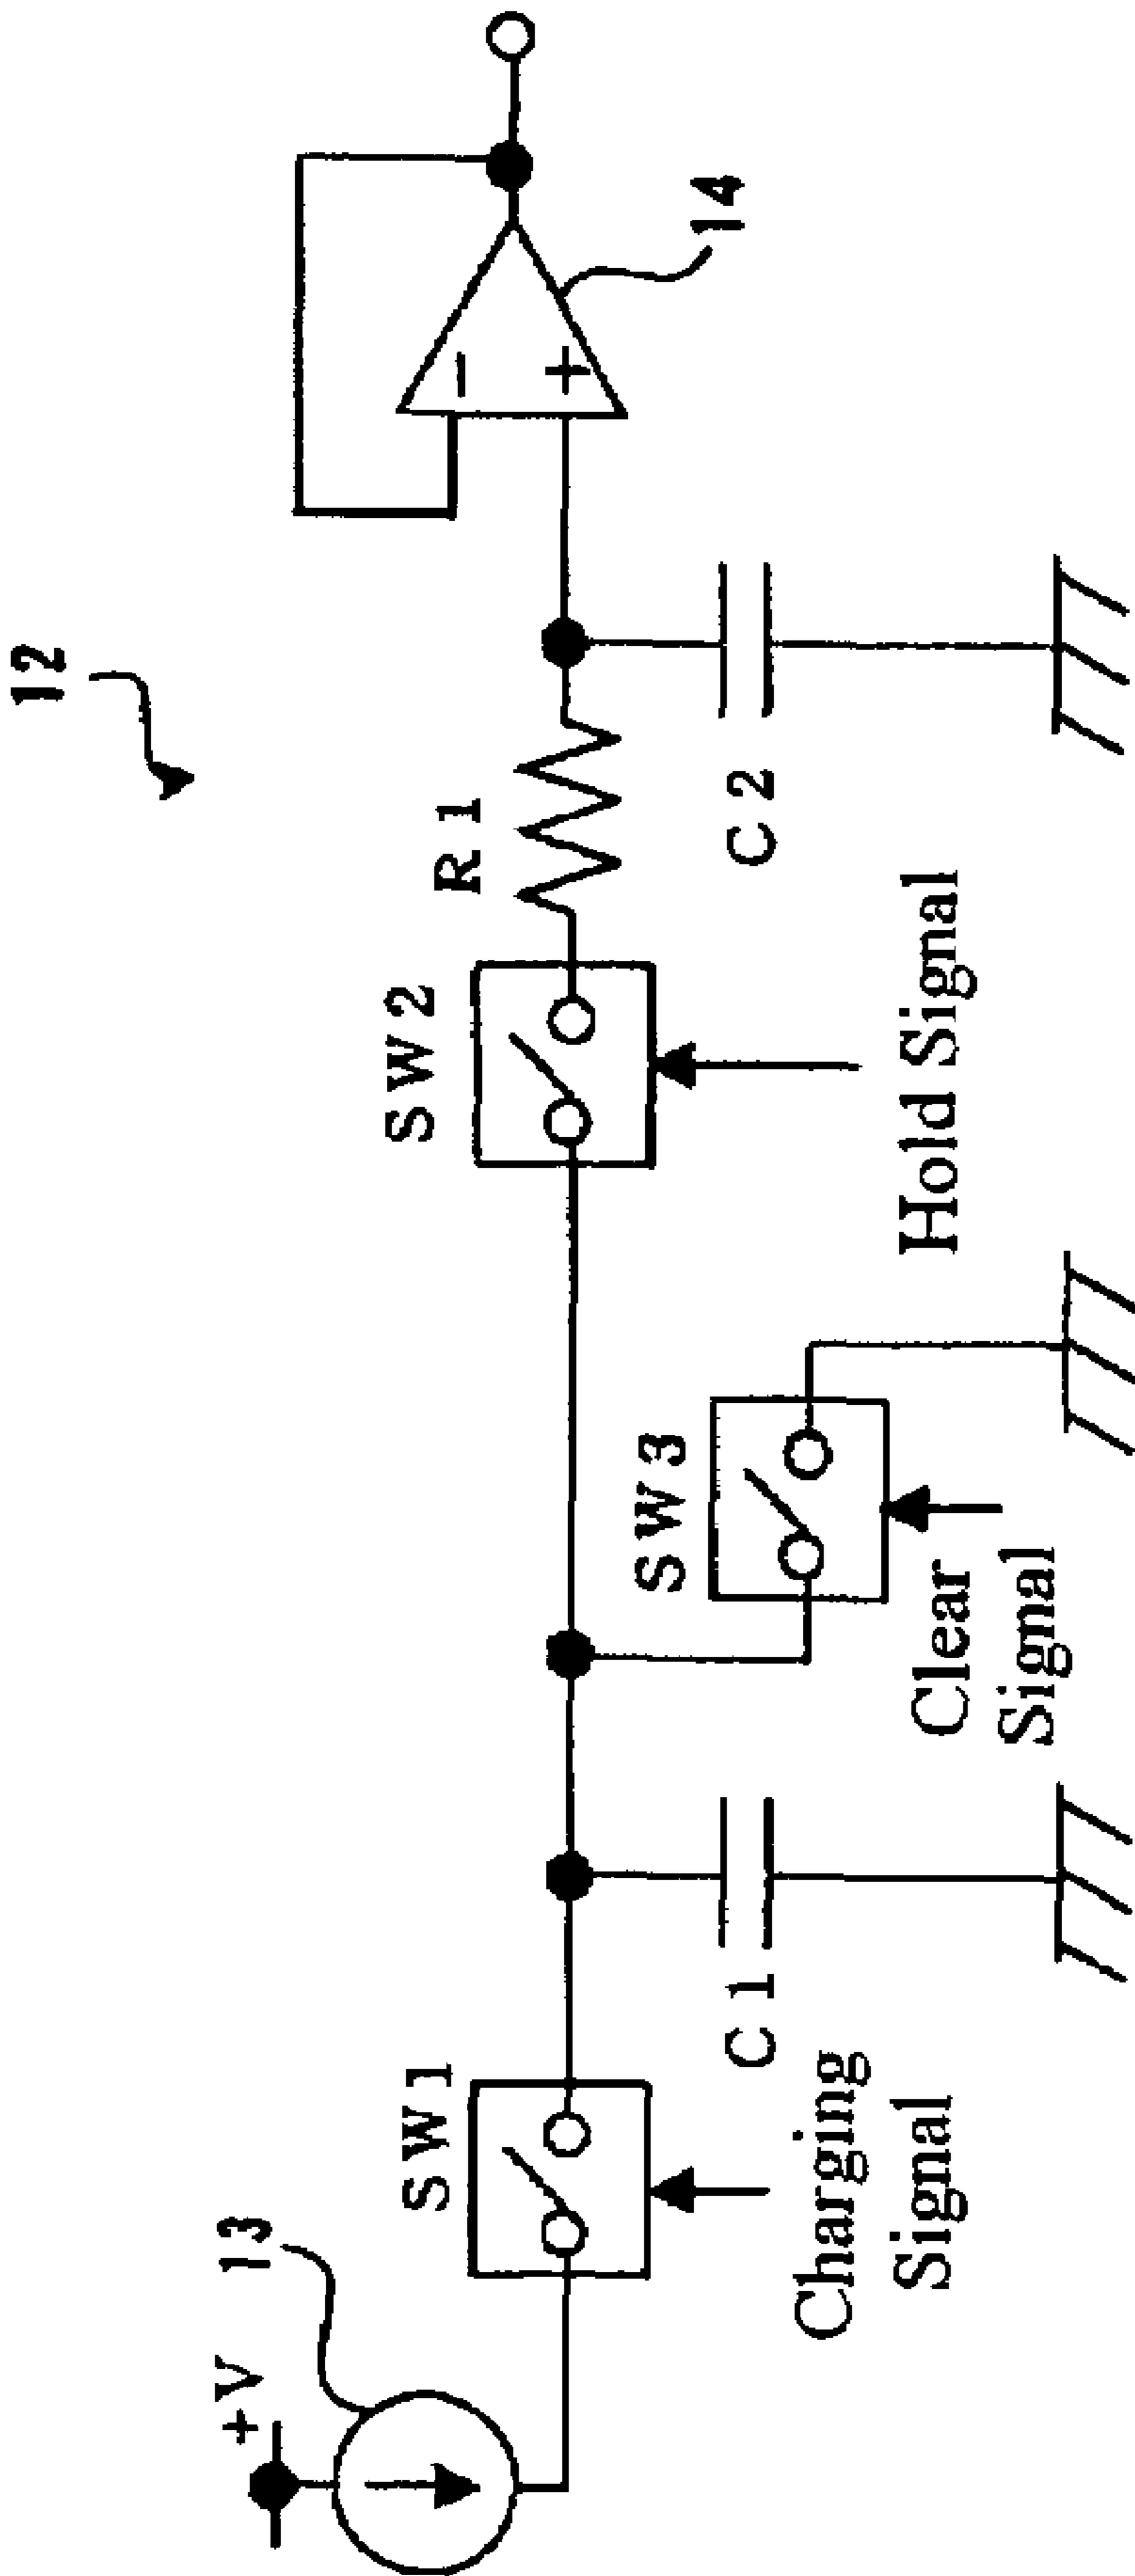 12
+V
13
SW1
Charging
Signal
C1
SW3
Clear
Signal
SW2
Hold Signal
R1
C2
−
+
14